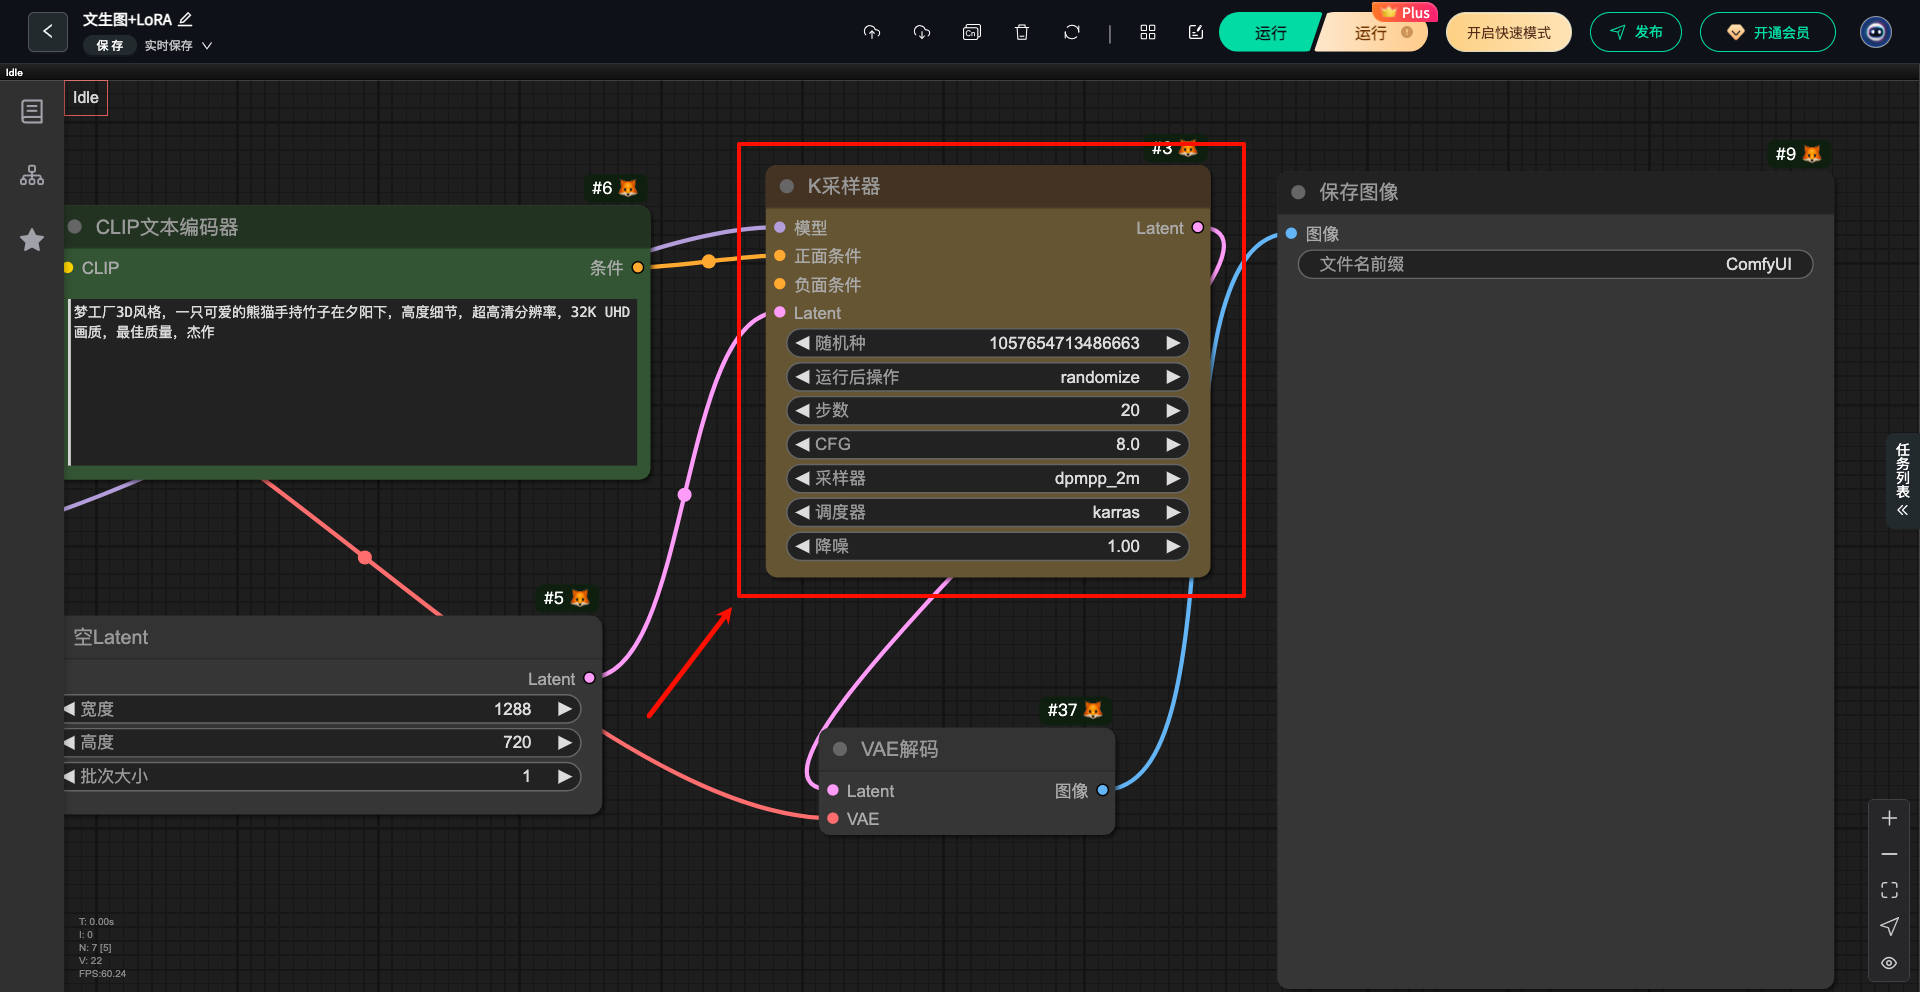 文生图+LoRA
保存 实时保存
Cn
运行
运行
Plus
开启快速模式
发布
开通会员
Idle
Idle
#6
CLIP文本编码器
CLIP
条件
梦工厂3D风格，一只可爱的熊猫手持竹子在夕阳下，高度细节，超高清分辨率，32K UHD
画质，最佳质量，杰作
#5
空Latent
Latent
宽度 1288
高度 720
批次大小 1
#3
K采样器
模型 Latent
正面条件
负面条件
Latent
随机种 1057654713486663
运行后操作 randomize
步数 20
CFG 8.0
采样器 dpmpp_2m
调度器 karras
降噪 1.00
#37
VAE解码
Latent 图像
VAE
#9
保存图像
图像
文件名前缀 ComfyUI
任务列表
T: 0.00s
I: 0
N: 7 [5]
V: 22
FPS:60.24